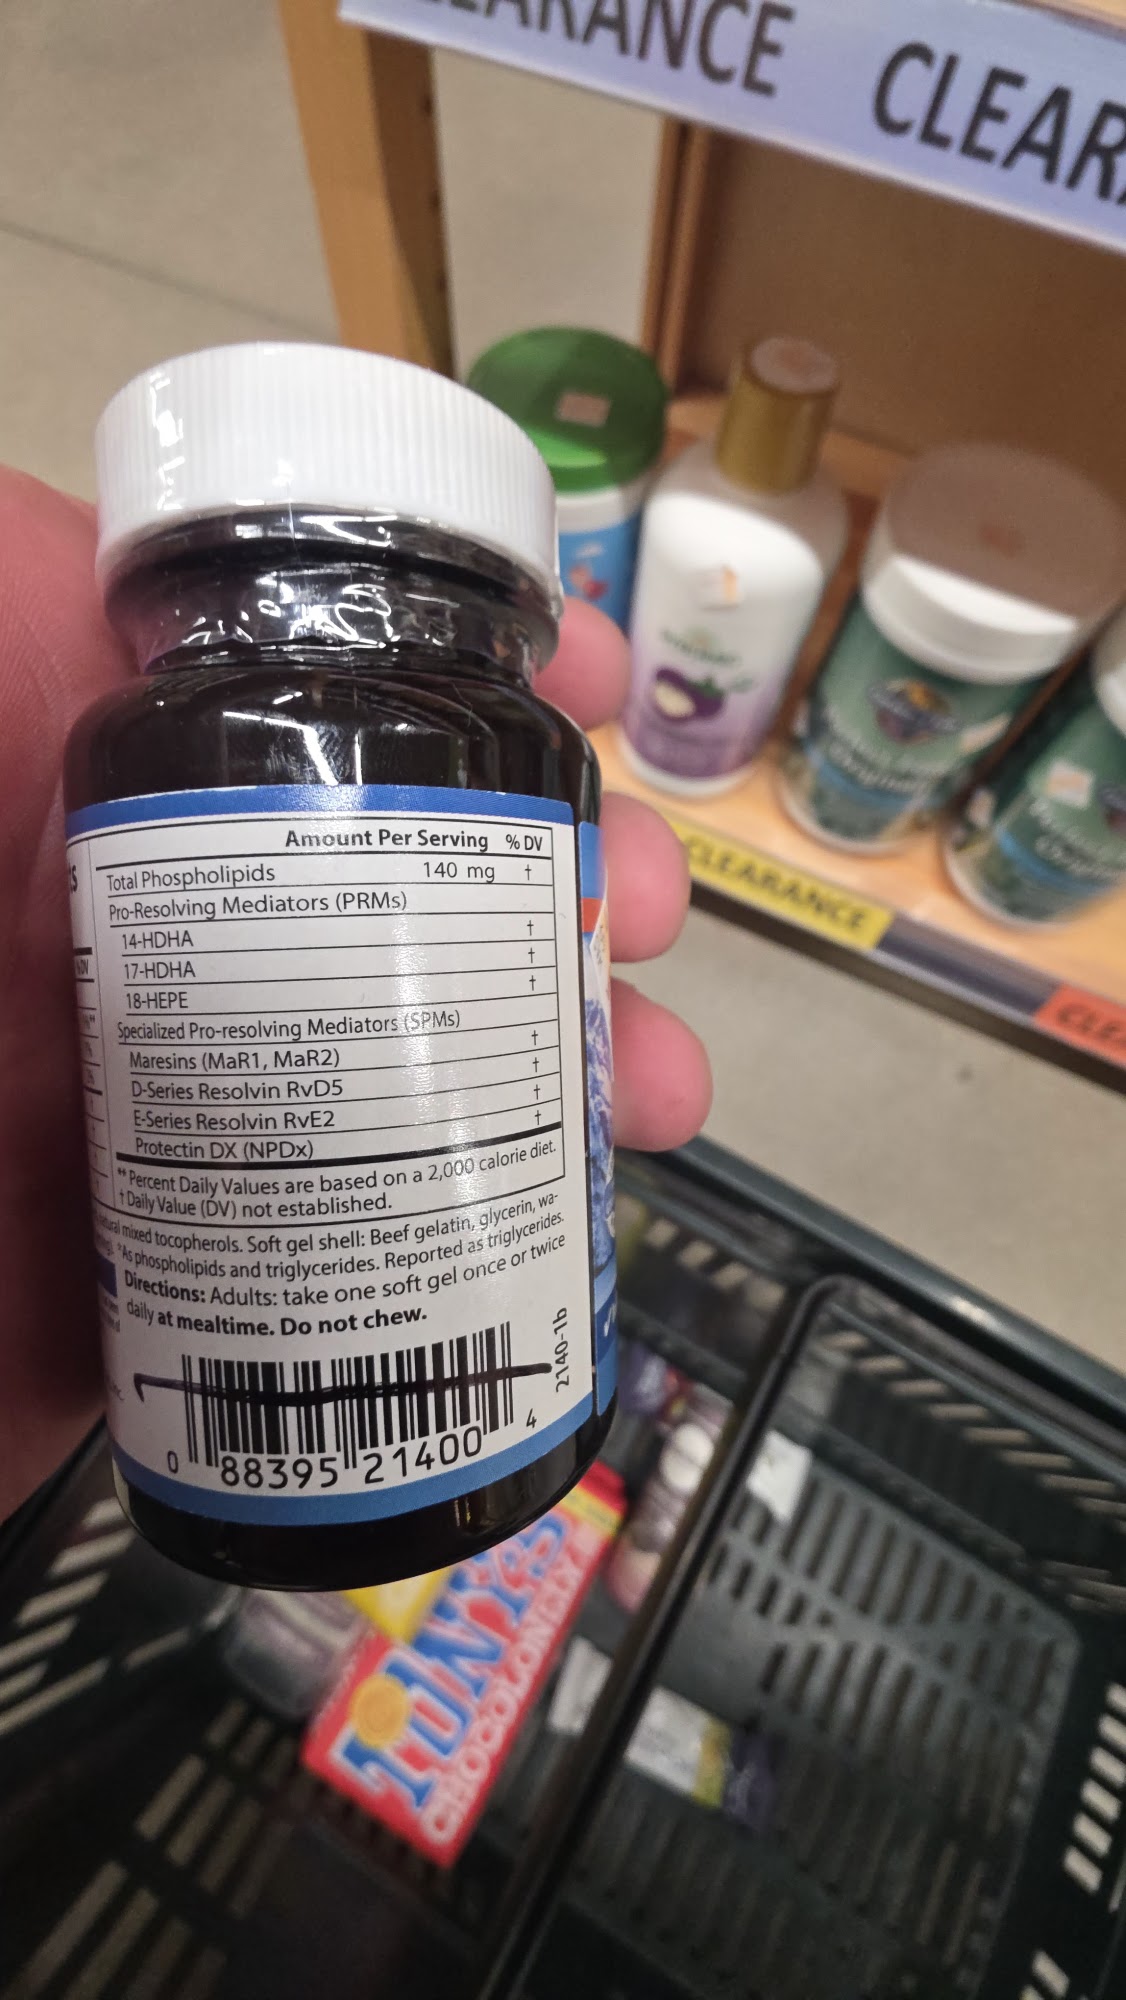 CLEARANCE CLEAR
Amount Per Serving % DV
Total Phospholipids 140 mg †
Pro-Resolving Mediators (PRMs)
14-HDHA †
17-HDHA †
18-HEPE †
Specialized Pro-resolving Mediators (SPMs)
Maresins (MaR1, MaR2) †
D-Series Resolvin RvD5 †
E-Series Resolvin RvE2 †
Protectin DX (NPDx) †
** Percent Daily Values are based on a 2,000 calorie diet.
† Daily Value (DV) not established.
mixed tocopherols. Soft gel shell: Beef gelatin, glycerin, wa-
*As phospholipids and triglycerides. Reported as triglycerides.
Directions: Adults: take one soft gel once or twice
daily at mealtime. Do not chew.
2140-1b
0 88395 21400 4
CLEARANCE
CLE
TONY'S
CHOCOLONELY